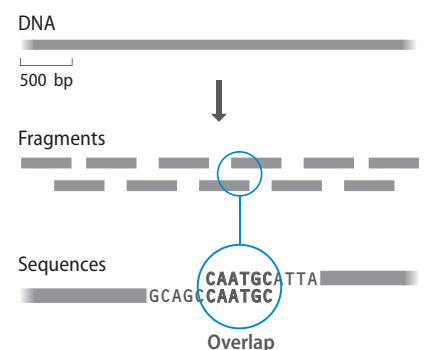 DNA
500 bp
Fragments
Sequences
CAATGCATTA
GCAGCCAATGC
Overlap